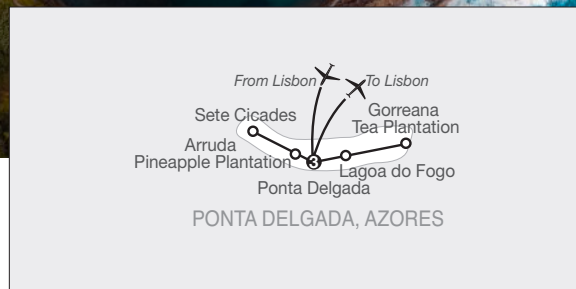 From Lisbon
To Lisbon
Sete Cicades
Gorreana
Tea Plantation
Arruda
Pineapple Plantation
3
Lagoa do Fogo
Ponta Delgada
PONTA DELGADA, AZORES